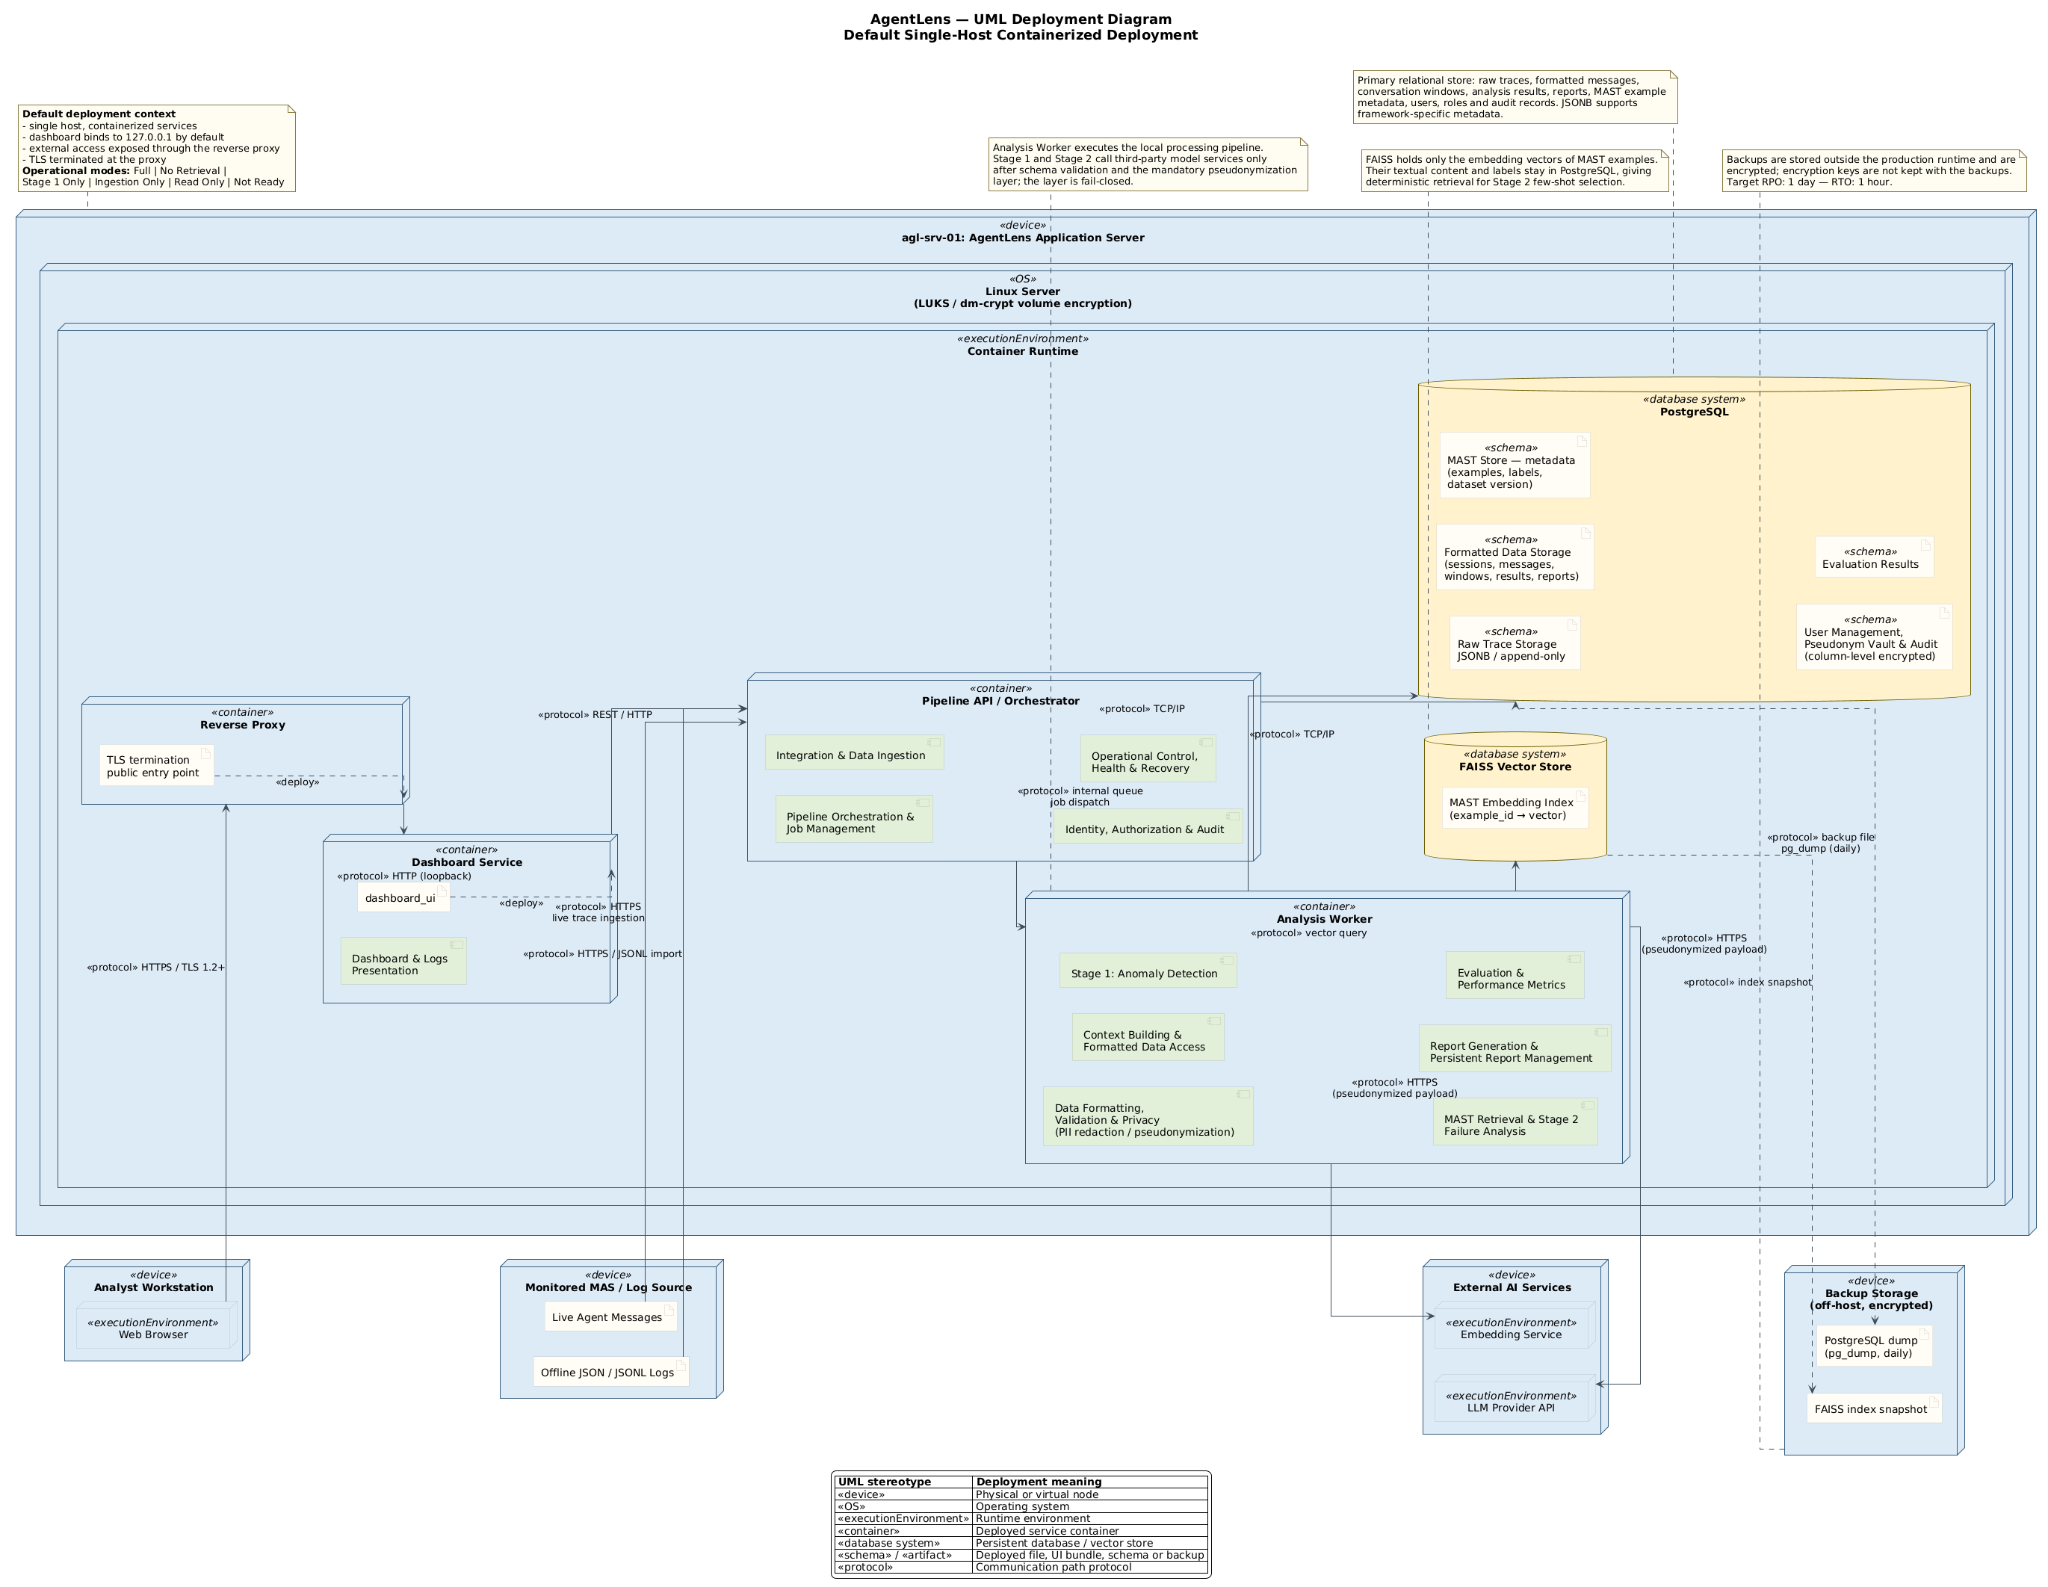 AgentLens — UML Deployment Diagram
Default Single-Host Containerized Deployment
Primary relational store: raw traces, formatted messages,
conversation windows, analysis results, reports, MAST example
metadata, users, roles and audit records. JSONB supports
framework-specific metadata.
Default deployment context
- single host, containerized services
- dashboard binds to 127.0.0.1 by default
- external access exposed through the reverse proxy
- TLS terminated at the proxy
Operational modes: Full | No Retrieval |
Stage 1 Only | Ingestion Only | Read Only | Not Ready
Analysis Worker executes the local processing pipeline.
Stage 1 and Stage 2 call third-party model services only
after schema validation and the mandatory pseudonymization
layer; the layer is fail-closed.
FAISS holds only the embedding vectors of MAST examples.
Their textual content and labels stay in PostgreSQL, giving
deterministic retrieval for Stage 2 few-shot selection.
Backups are stored outside the production runtime and are
encrypted; encryption keys are not kept with the backups.
Target RPO: 1 day — RTO: 1 hour.
«device»
agl-srv-01: AgentLens Application Server
«OS»
Linux Server
(LUKS / dm-crypt volume encryption)
«executionEnvironment»
Container Runtime
«database system»
PostgreSQL
«schema»
MAST Store — metadata
(examples, labels,
dataset version)
«schema»
Formatted Data Storage
(sessions, messages,
windows, results, reports)
«schema»
Evaluation Results
«schema»
Raw Trace Storage
JSONB / append-only
«schema»
User Management,
Pseudonym Vault & Audit
(column-level encrypted)
«container»
Reverse Proxy
TLS termination
public entry point
«deploy»
«protocol» REST / HTTP
«container»
Pipeline API / Orchestrator
«protocol» TCP/IP
«protocol» TCP/IP
Integration & Data Ingestion
Operational Control,
Health & Recovery
«protocol» internal queue
job dispatch
Pipeline Orchestration &
Job Management
Identity, Authorization & Audit
«database system»
FAISS Vector Store
MAST Embedding Index
(example_id → vector)
«protocol» backup file
pg_dump (daily)
«container»
Dashboard Service
«protocol» HTTP (loopback)
dashboard_ui
«deploy»
«protocol» HTTPS
live trace ingestion
Dashboard & Logs
Presentation
«protocol» HTTPS / JSONL import
«protocol» HTTPS / TLS 1.2+
«container»
Analysis Worker
«protocol» vector query
«protocol» HTTPS
(pseudonymized payload)
«protocol» index snapshot
Stage 1: Anomaly Detection
Evaluation &
Performance Metrics
Context Building &
Formatted Data Access
Report Generation &
Persistent Report Management
«protocol» HTTPS
(pseudonymized payload)
Data Formatting,
Validation & Privacy
(PII redaction / pseudonymization)
MAST Retrieval & Stage 2
Failure Analysis
«device»
Analyst Workstation
«executionEnvironment»
Web Browser
«device»
Monitored MAS / Log Source
Live Agent Messages
Offline JSON / JSONL Logs
«device»
External AI Services
«executionEnvironment»
Embedding Service
«executionEnvironment»
LLM Provider API
«device»
Backup Storage
(off-host, encrypted)
PostgreSQL dump
(pg_dump, daily)
FAISS index snapshot
UML stereotype Deployment meaning
«device» Physical or virtual node
«OS» Operating system
«executionEnvironment» Runtime environment
«container» Deployed service container
«database system» Persistent database / vector store
«schema» / «artifact» Deployed file, UI bundle, schema or backup
«protocol» Communication path protocol